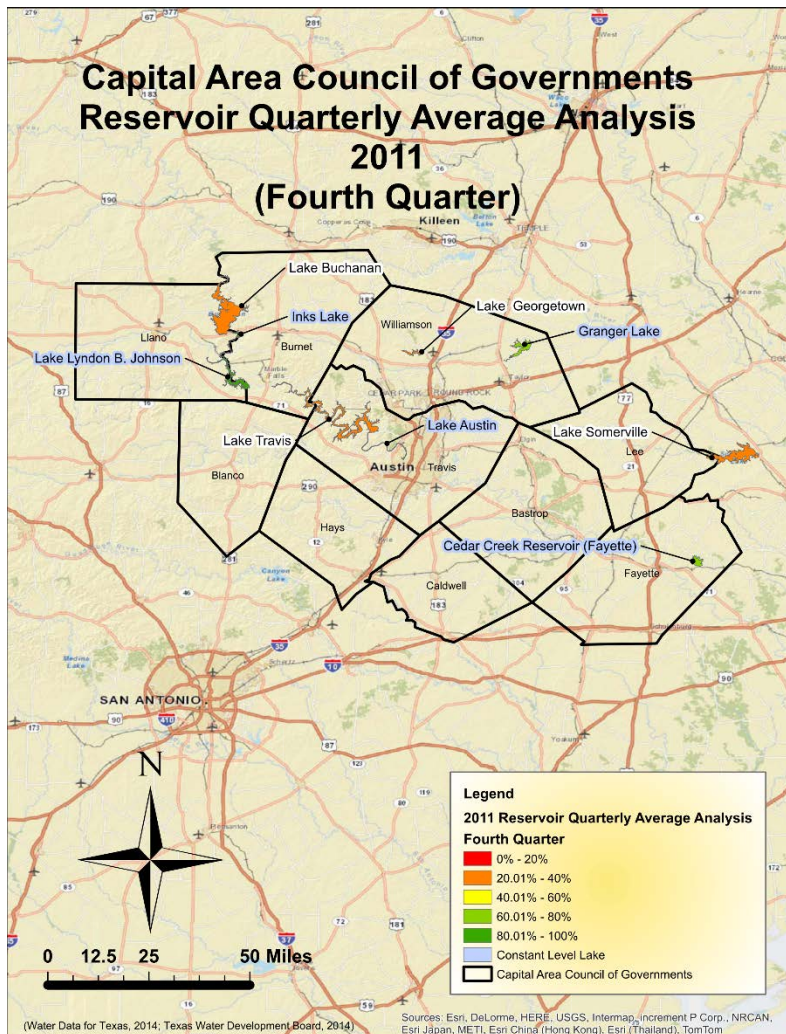 Capital Area Council of Governments
Reservoir Quarterly Average Analysis
2011
(Fourth Quarter)
Killeen
Lake Buchanan
Inks Lake
Llano
Burnet
Lake Lyndon B. Johnson
Williamson
Lake Georgetown
Granger Lake
CEDAR PARK
ROUND ROCK
Lake Travis
Lake Austin
Austin
Travis
Lake Somerville
Lee
Blanco
Hays
Bastrop
Cedar Creek Reservoir (Fayette)
Fayette
Caldwell
SAN ANTONIO
N
0 12.5 25 50 Miles
Legend
2011 Reservoir Quarterly Average Analysis
Fourth Quarter
0% - 20%
20.01% - 40%
40.01% - 60%
60.01% - 80%
80.01% - 100%
Constant Level Lake
Capital Area Council of Governments
(Water Data for Texas, 2014; Texas Water Development Board, 2014)
Sources: Esri, DeLorme, HERE, USGS, Intermap, increment P Corp., NRCAN,
Esri Japan, METI, Esri China (Hong Kong), Esri (Thailand), TomTom